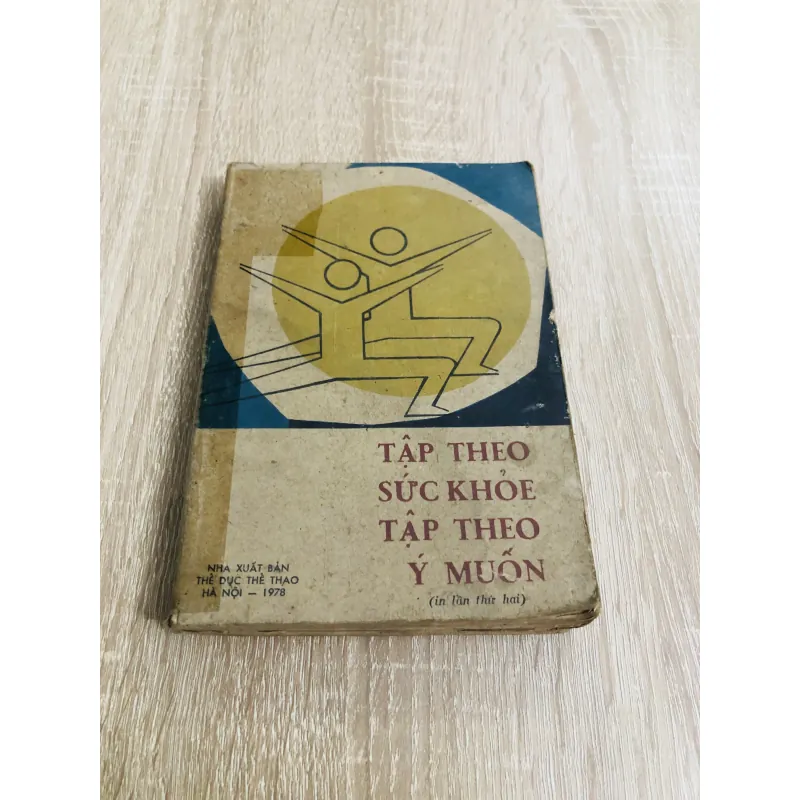 TẬP THEO
SỨC KHỎE
TẬP THEO
Ý MUỐN
(in lần thứ hai)
NHA XUẤT BẢN
THỂ DỤC THỂ THAO
HÀ NỘI — 1978